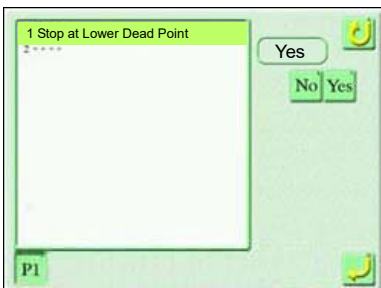 1 Stop at Lower Dead Point
2 - - - -
Yes
No Yes
P1